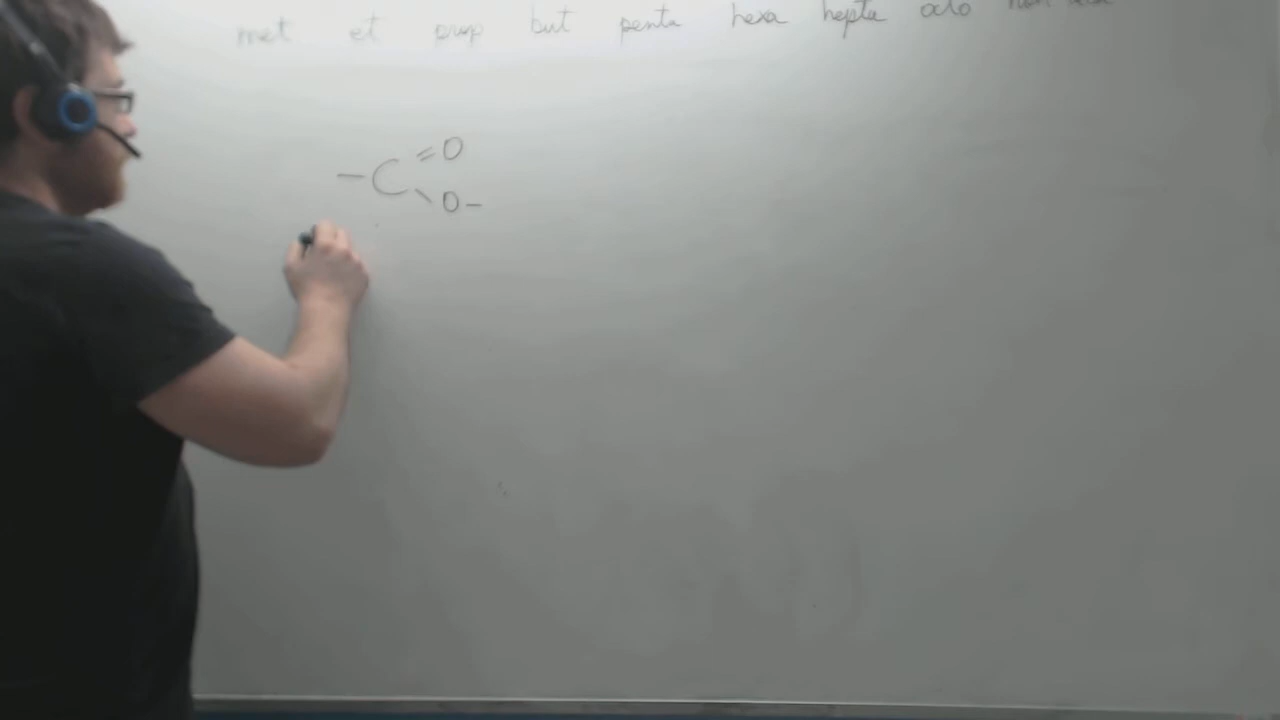 met et prop but penta hexa hepta octo
=O
-C
\O-